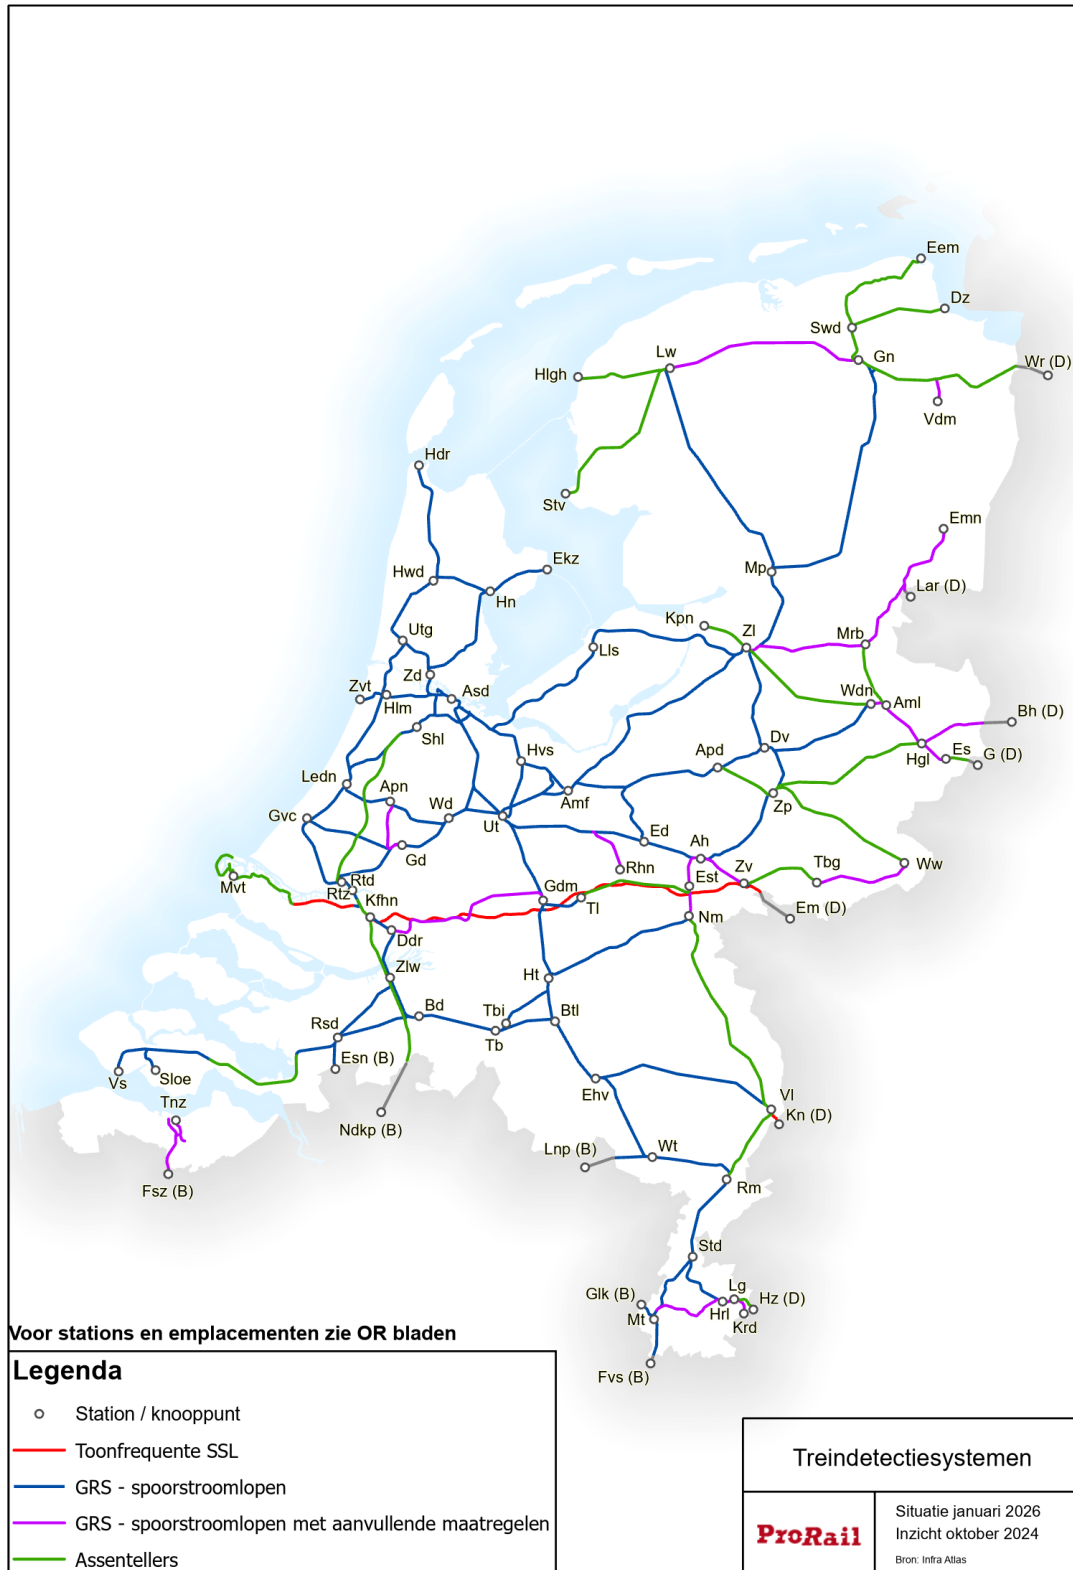 Eem
Dz
Swd
Gn
Lw
Wr (D)
Hlgh
Vdm
Hdr
Stv
Emn
Ekz
Mp
Hwd
Lar (D)
Hn
Kpn
Utg
Zl
Mrb
Lls
Zd
Zvt
Asd
Wdn
Aml
Hlm
Bh (D)
Shl
Dv
Hvs
Apd
Es
Hgl
G (D)
Ledn
Apn
Amf
Gvc
Wd
Ut
Zp
Ed
Ah
Gd
Rhn
Zv
Tbg
Ww
Mvt
Rtd
Est
Rtz
Gdm
Kfhn
Tl
Em (D)
Nm
Ddr
Ht
Zlw
Bd
Tbi
Btl
Rsd
Tb
Esn (B)
Vs
Sloe
Ehv
Vl
Tnz
Kn (D)
Ndkp (B)
Lnp (B)
Wt
Fsz (B)
Rm
Std
Glk (B)
Lg
Hz (D)
Mt
Hrl
Krd
Fvs (B)
Voor stations en emplacementen zie OR bladen
Legenda
Station / knooppunt
Toonfrequente SSL
GRS - spoorstroomlopen
GRS - spoorstroomlopen met aanvullende maatregelen
Assentellers
Treindetectiesystemen
ProRail
Situatie januari 2026
Inzicht oktober 2024
Bron: Infra Atlas